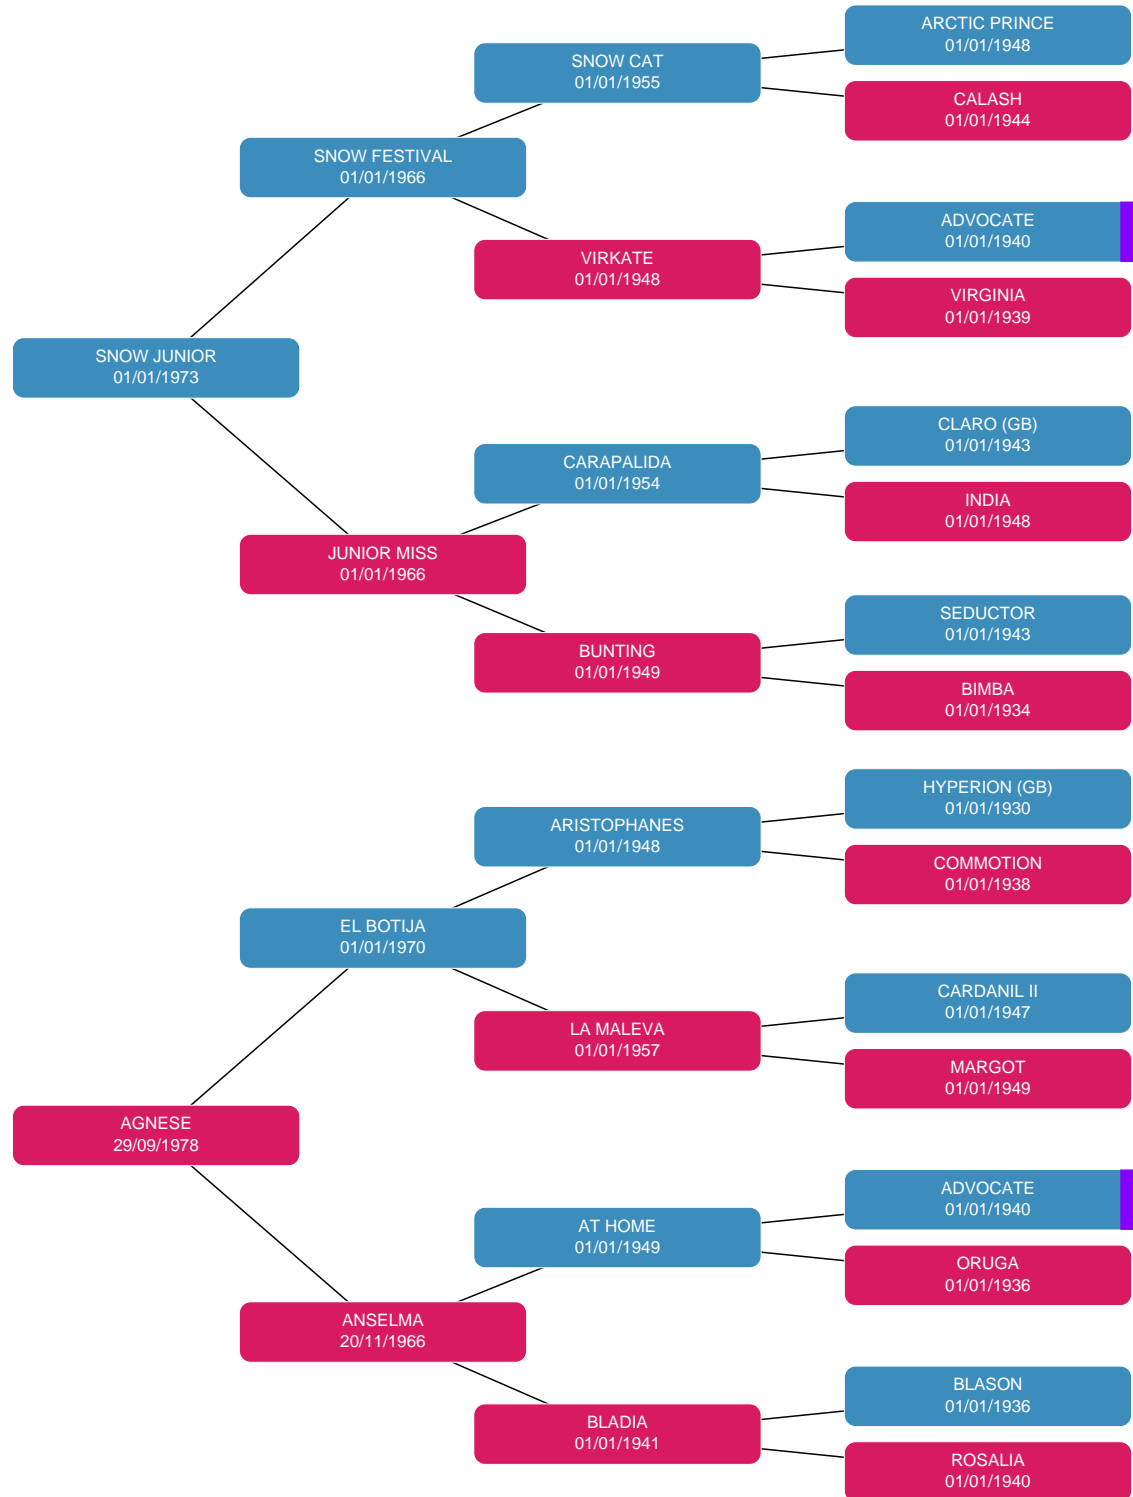 ARCTIC PRINCE
01/01/1948
SNOW CAT
01/01/1955
CALASH
01/01/1944
SNOW FESTIVAL
01/01/1966
ADVOCATE
01/01/1940
VIRKATE
01/01/1948
VIRGINIA
01/01/1939
SNOW JUNIOR
01/01/1973
CLARO (GB)
01/01/1943
CARAPALIDA
01/01/1954
INDIA
01/01/1948
JUNIOR MISS
01/01/1966
SEDUCTOR
01/01/1943
BUNTING
01/01/1949
BIMBA
01/01/1934
HYPERION (GB)
01/01/1930
ARISTOPHANES
01/01/1948
COMMOTION
01/01/1938
EL BOTIJA
01/01/1970
CARDANIL II
01/01/1947
LA MALEVA
01/01/1957
MARGOT
01/01/1949
AGNESE
29/09/1978
ADVOCATE
01/01/1940
AT HOME
01/01/1949
ORUGA
01/01/1936
ANSELMA
20/11/1966
BLASON
01/01/1936
BLADIA
01/01/1941
ROSALIA
01/01/1940